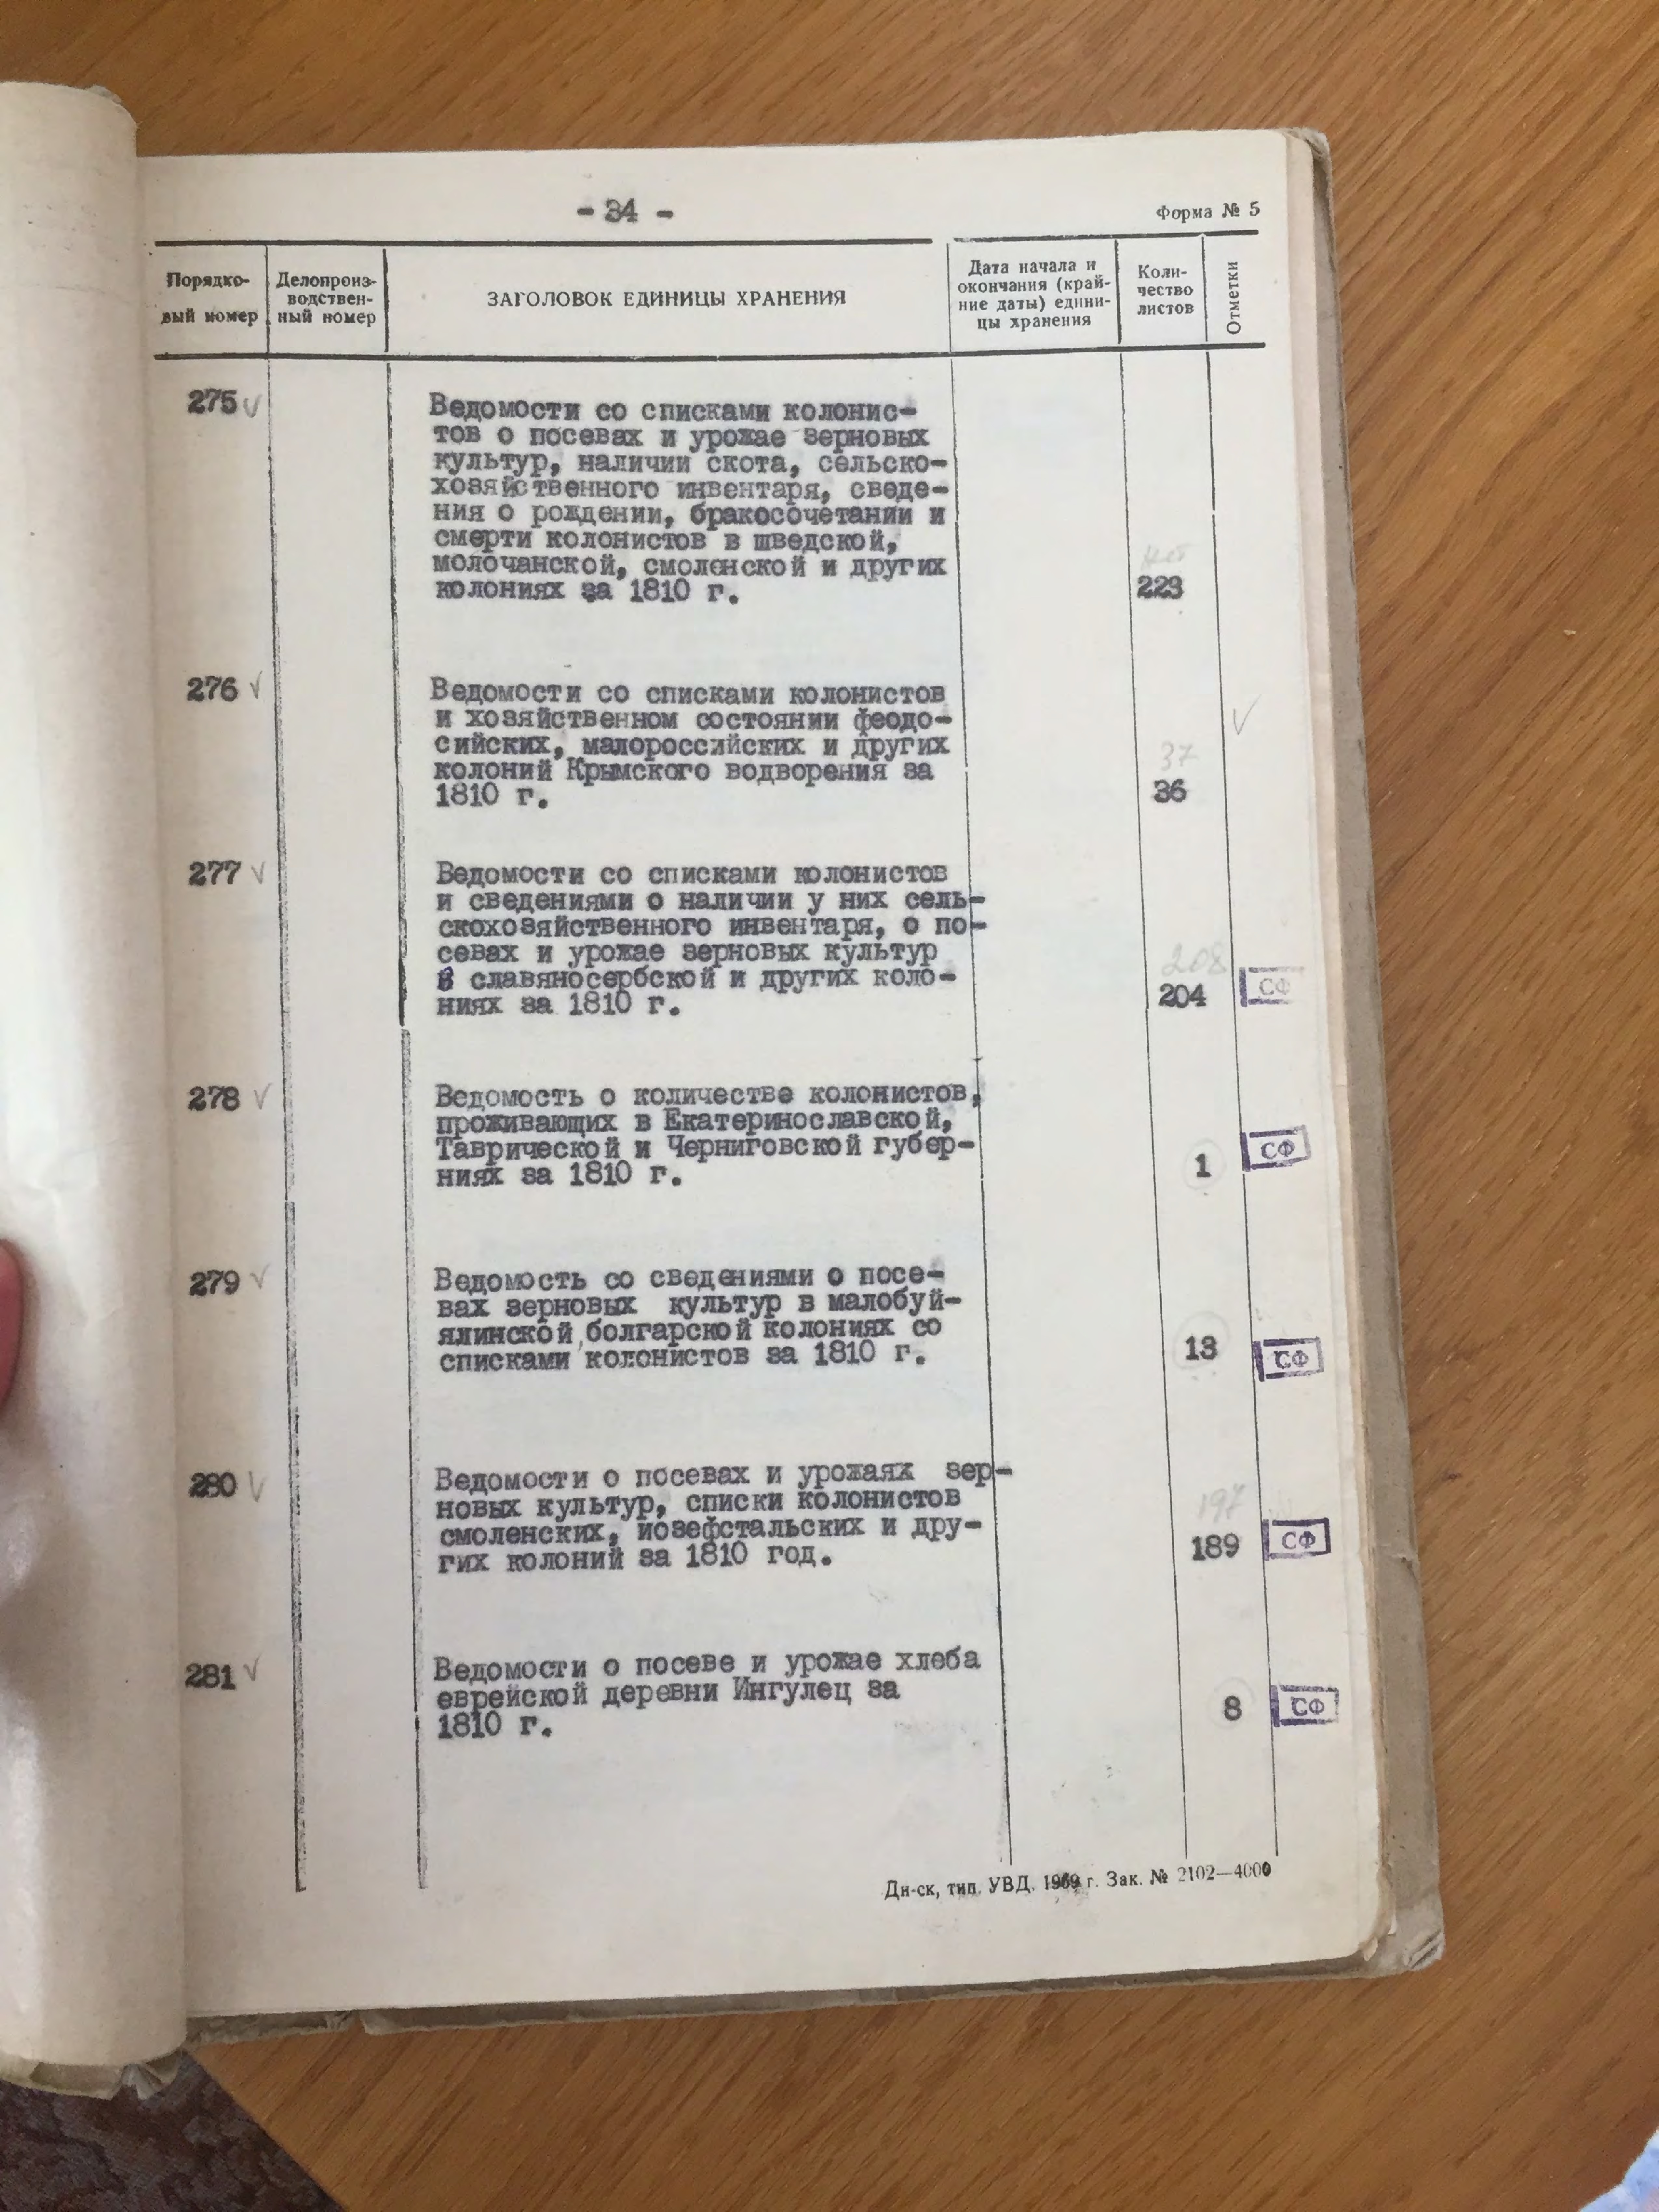 - 34 -
Форма № 5
Порядко-
вый номер
Делопроиз-
водствен-
ный номер
ЗАГОЛОВОК ЕДИНИЦЫ ХРАНЕНИЯ
Дата начала и
окончания (край-
ние даты) едини-
цы хранения
Коли-
чество
листов
Отметки
275 ✓
Ведомости со списками колонис-
тов о посевах и урожае зерновых
культур, наличии скота, сельско-
хозяйственного инвентаря, сведе-
ния о рождении, бракосочетании и
смерти колонистов в шведской,
молочанской, смоленской и других
колониях за 1810 г.
223
276 ✓
Ведомости со списками колонистов
и хозяйственном состоянии феодо-
сийских, малороссийских и других
колоний Крымского водворения за
1810 г.
37
36
✓
277 ✓
Ведомости со списками колонистов
и сведениями о наличии у них сель-
скохозяйственного инвентаря, о по-
севах и урожае зерновых культур
в славяносербской и других коло-
ниях за 1810 г.
208
204
СФ
278 ✓
Ведомость о количестве колонистов,
проживающих в Екатеринославской,
Таврической и Черниговской губер-
ниях за 1810 г.
1
СФ
279 ✓
Ведомость со сведениями о посе-
вах зерновых культур в малобуй-
ялинской, болгарской колониях со
списками колонистов за 1810 г.
13
СФ
280 ✓
Ведомости о посевах и урожаях зер-
новых культур, списки колонистов
смоленских, иозефстальских и дру-
гих колоний за 1810 год.
197
189
СФ
281 ✓
Ведомости о посеве и урожае хлеба
еврейской деревни Ингулец за
1810 г.
8
СФ
Дн-ск, тип. УВД. 1969 г. Зак. № 2102—4000